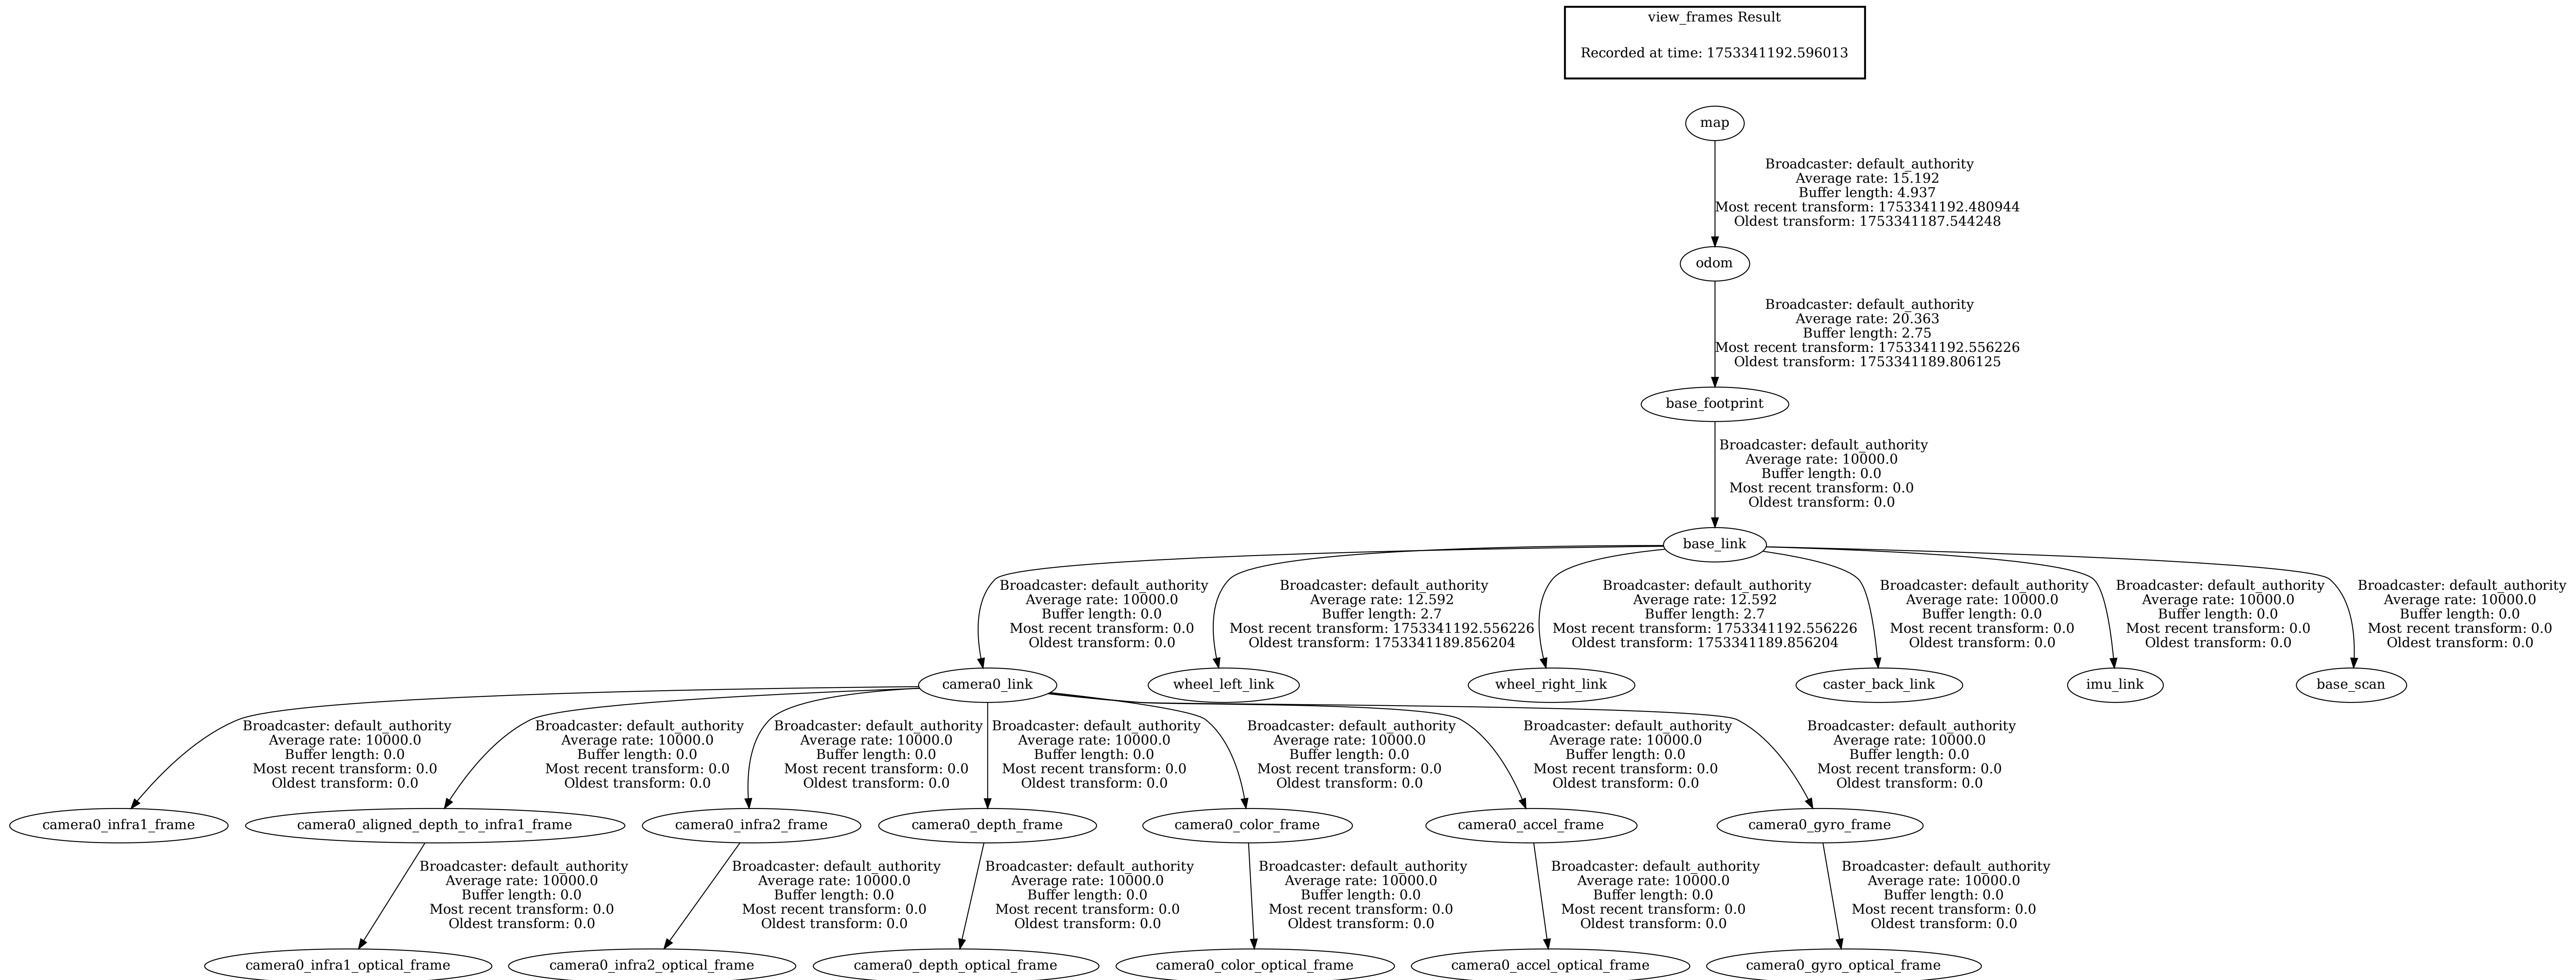 view_frames Result
Recorded at time: 1753341192.596013
map
Broadcaster: default_authority
Average rate: 15.192
Buffer length: 4.937
Most recent transform: 1753341192.480944
Oldest transform: 1753341187.544248
odom
Broadcaster: default_authority
Average rate: 20.363
Buffer length: 2.75
Most recent transform: 1753341192.556226
Oldest transform: 1753341189.806125
base_footprint
Broadcaster: default_authority
Average rate: 10000.0
Buffer length: 0.0
Most recent transform: 0.0
Oldest transform: 0.0
base_link
Broadcaster: default_authority
Average rate: 10000.0
Buffer length: 0.0
Most recent transform: 0.0
Oldest transform: 0.0
Broadcaster: default_authority
Average rate: 12.592
Buffer length: 2.7
Most recent transform: 1753341192.556226
Oldest transform: 1753341189.856204
Broadcaster: default_authority
Average rate: 12.592
Buffer length: 2.7
Most recent transform: 1753341192.556226
Oldest transform: 1753341189.856204
Broadcaster: default_authority
Average rate: 10000.0
Buffer length: 0.0
Most recent transform: 0.0
Oldest transform: 0.0
Broadcaster: default_authority
Average rate: 10000.0
Buffer length: 0.0
Most recent transform: 0.0
Oldest transform: 0.0
Broadcaster: default_authority
Average rate: 10000.0
Buffer length: 0.0
Most recent transform: 0.0
Oldest transform: 0.0
camera0_link
wheel_left_link
wheel_right_link
caster_back_link
imu_link
base_scan
Broadcaster: default_authority
Average rate: 10000.0
Buffer length: 0.0
Most recent transform: 0.0
Oldest transform: 0.0
Broadcaster: default_authority
Average rate: 10000.0
Buffer length: 0.0
Most recent transform: 0.0
Oldest transform: 0.0
Broadcaster: default_authority
Average rate: 10000.0
Buffer length: 0.0
Most recent transform: 0.0
Oldest transform: 0.0
Broadcaster: default_authority
Average rate: 10000.0
Buffer length: 0.0
Most recent transform: 0.0
Oldest transform: 0.0
Broadcaster: default_authority
Average rate: 10000.0
Buffer length: 0.0
Most recent transform: 0.0
Oldest transform: 0.0
Broadcaster: default_authority
Average rate: 10000.0
Buffer length: 0.0
Most recent transform: 0.0
Oldest transform: 0.0
Broadcaster: default_authority
Average rate: 10000.0
Buffer length: 0.0
Most recent transform: 0.0
Oldest transform: 0.0
camera0_infra1_frame
camera0_aligned_depth_to_infra1_frame
camera0_infra2_frame
camera0_depth_frame
camera0_color_frame
camera0_accel_frame
camera0_gyro_frame
Broadcaster: default_authority
Average rate: 10000.0
Buffer length: 0.0
Most recent transform: 0.0
Oldest transform: 0.0
Broadcaster: default_authority
Average rate: 10000.0
Buffer length: 0.0
Most recent transform: 0.0
Oldest transform: 0.0
Broadcaster: default_authority
Average rate: 10000.0
Buffer length: 0.0
Most recent transform: 0.0
Oldest transform: 0.0
Broadcaster: default_authority
Average rate: 10000.0
Buffer length: 0.0
Most recent transform: 0.0
Oldest transform: 0.0
Broadcaster: default_authority
Average rate: 10000.0
Buffer length: 0.0
Most recent transform: 0.0
Oldest transform: 0.0
Broadcaster: default_authority
Average rate: 10000.0
Buffer length: 0.0
Most recent transform: 0.0
Oldest transform: 0.0
camera0_infra1_optical_frame
camera0_infra2_optical_frame
camera0_depth_optical_frame
camera0_color_optical_frame
camera0_accel_optical_frame
camera0_gyro_optical_frame